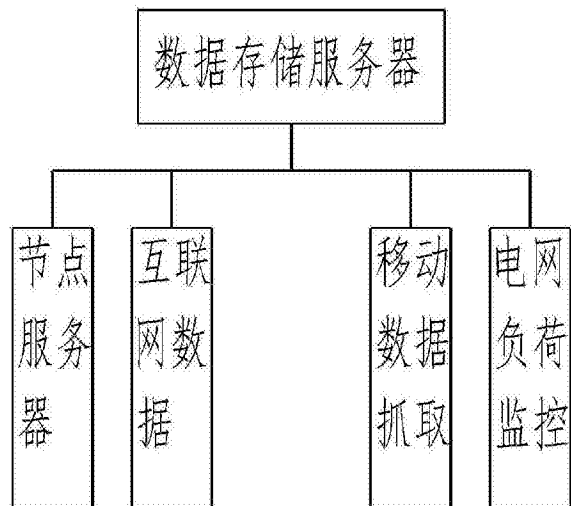 数据存储服务器
节点
服务
器
互联
网数
据
移动
数据
抓取
电网
负荷
监控